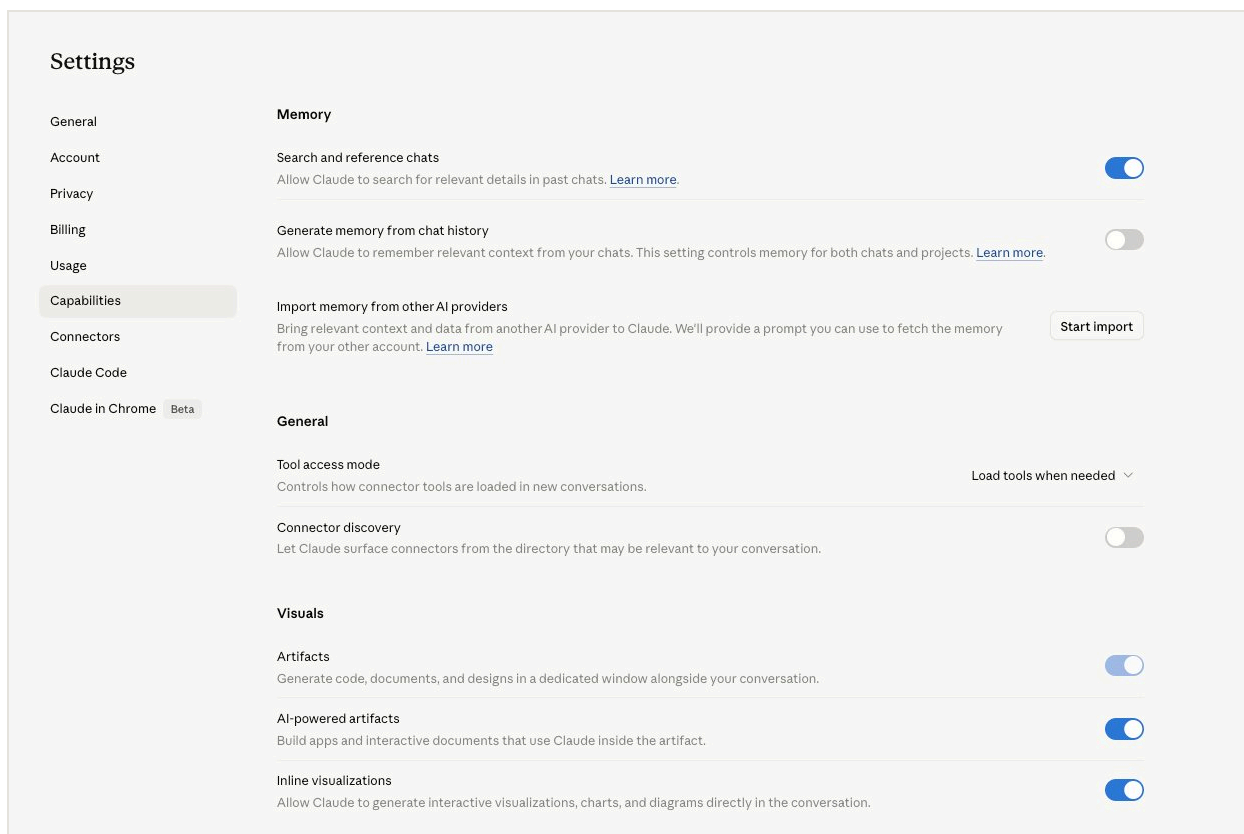 Settings
General
Account
Privacy
Billing
Usage
Capabilities
Connectors
Claude Code
Claude in Chrome Beta
Memory
Search and reference chats
Allow Claude to search for relevant details in past chats. Learn more.
Generate memory from chat history
Allow Claude to remember relevant context from your chats. This setting controls memory for both chats and projects. Learn more.
Import memory from other AI providers
Bring relevant context and data from another AI provider to Claude. We'll provide a prompt you can use to fetch the memory
from your other account. Learn more
Start import
General
Tool access mode
Controls how connector tools are loaded in new conversations.
Load tools when needed
Connector discovery
Let Claude surface connectors from the directory that may be relevant to your conversation.
Visuals
Artifacts
Generate code, documents, and designs in a dedicated window alongside your conversation.
AI-powered artifacts
Build apps and interactive documents that use Claude inside the artifact.
Inline visualizations
Allow Claude to generate interactive visualizations, charts, and diagrams directly in the conversation.